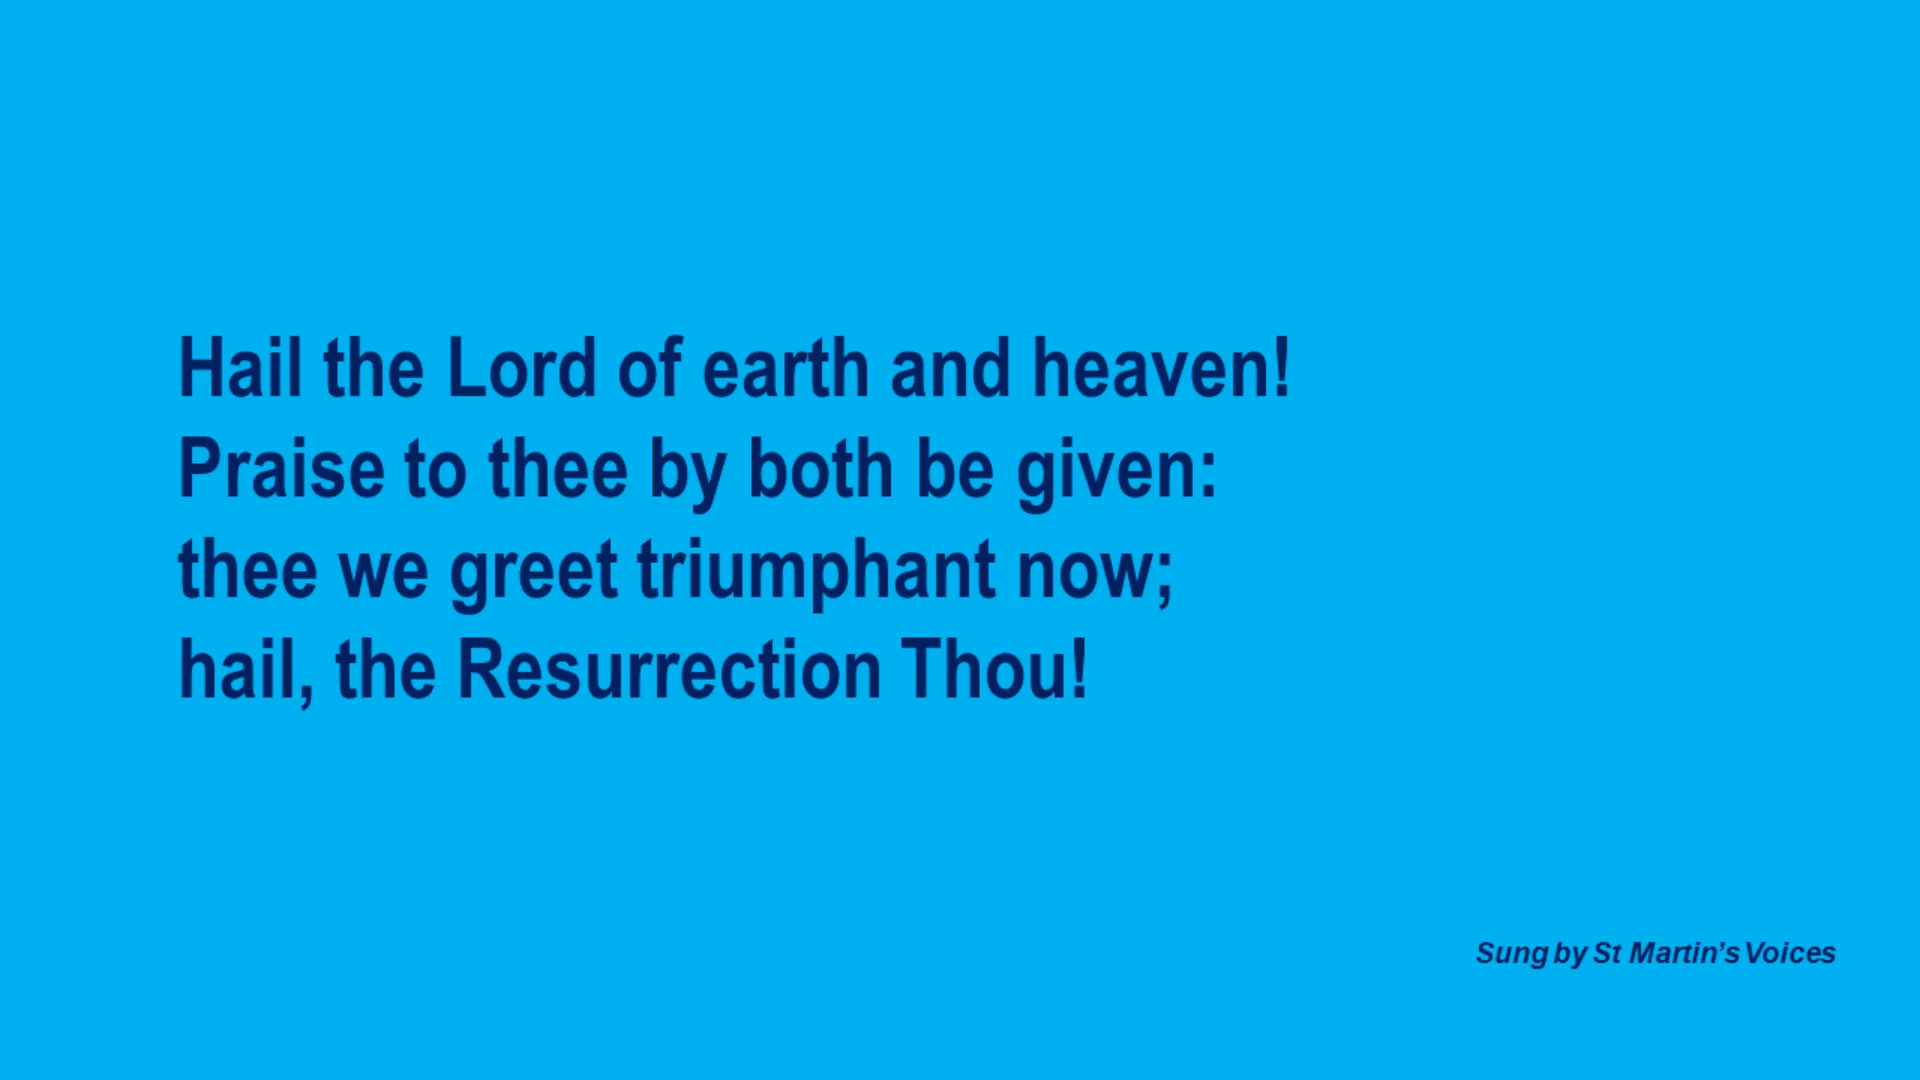 Hail the Lord of earth and heaven!
Praise to thee by both be given:
thee we greet triumphant now;
hail, the Resurrection Thou!
Sung by St Martin’s Voices